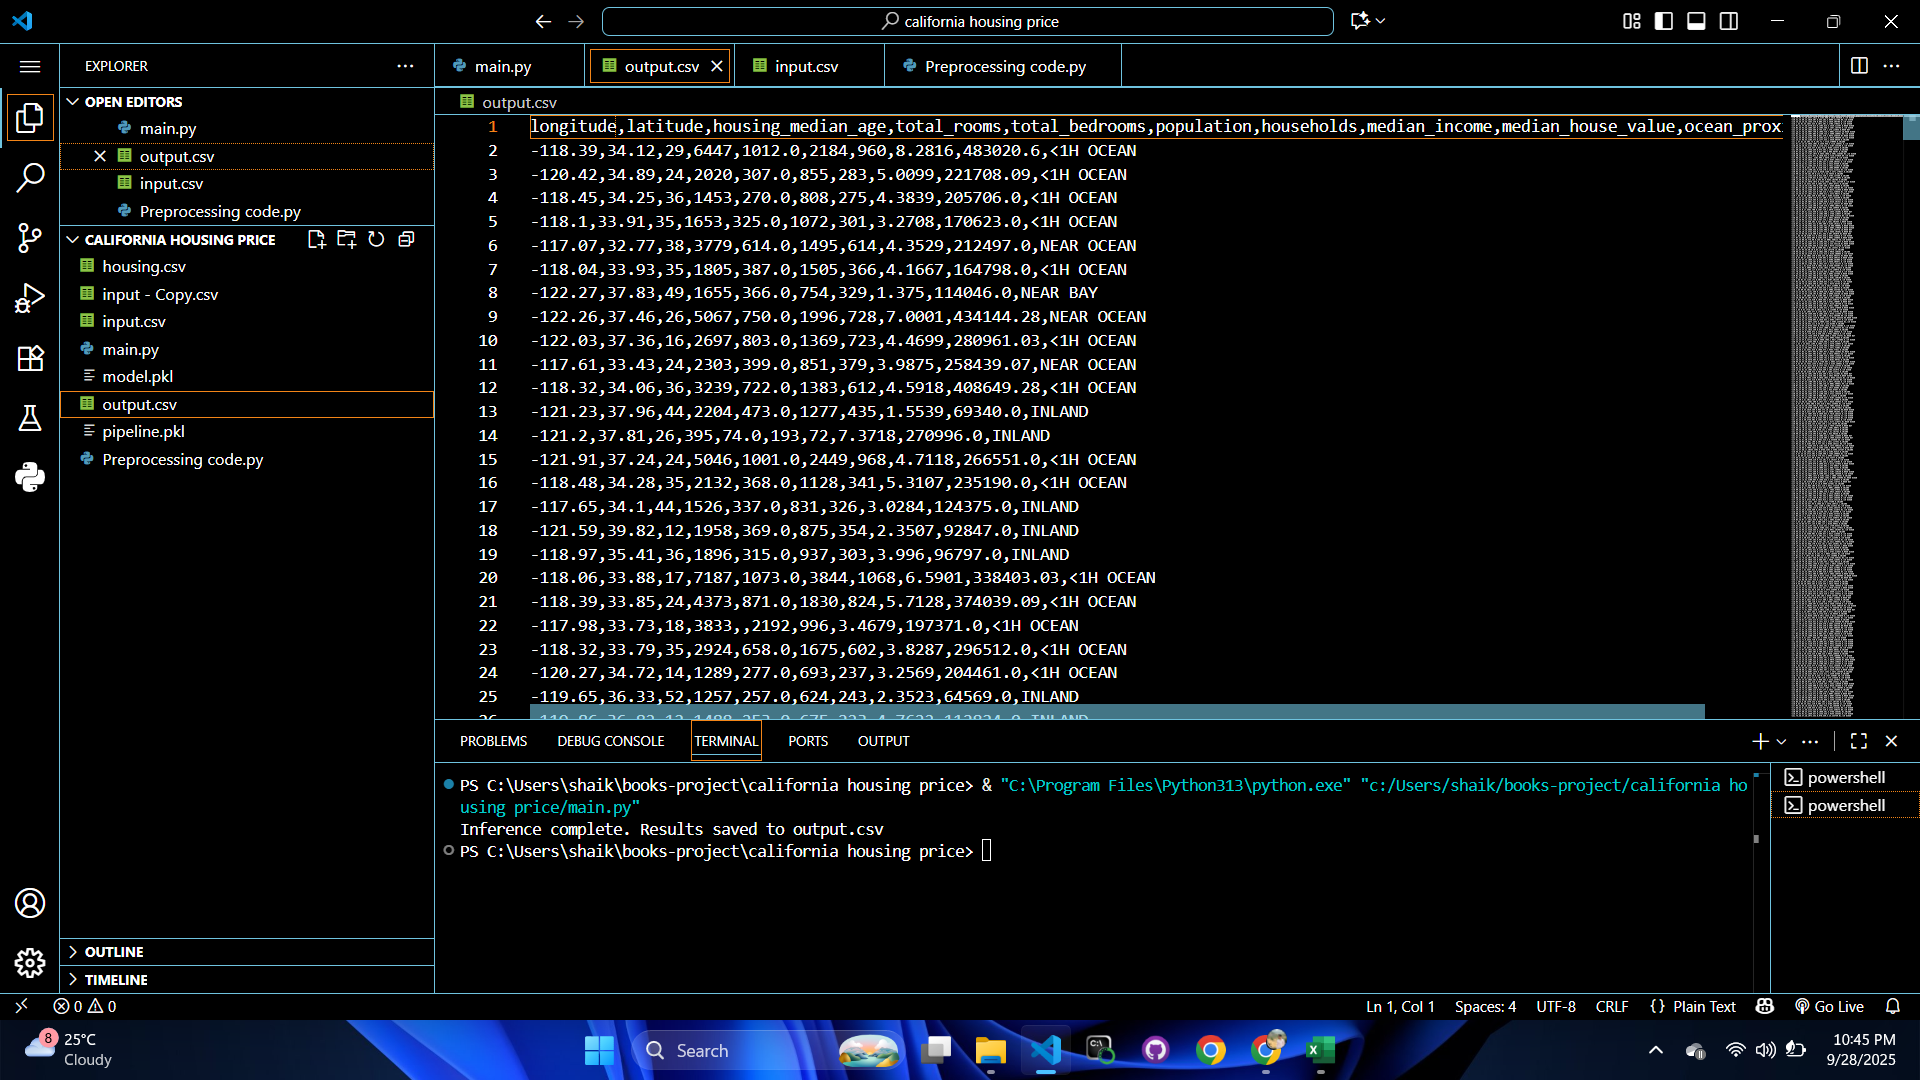 california housing price
EXPLORER
OPEN EDITORS
main.py
output.csv
input.csv
Preprocessing code.py
CALIFORNIA HOUSING PRICE
housing.csv
input - Copy.csv
input.csv
main.py
model.pkl
output.csv
pipeline.pkl
Preprocessing code.py
OUTLINE
TIMELINE
main.py output.csv input.csv Preprocessing code.py
output.csv
1 longitude,latitude,housing_median_age,total_rooms,total_bedrooms,population,households,median_income,median_house_value,ocean_prox
2 -118.39,34.12,29,6447,1012.0,2184,960,8.2816,483020.6,<1H OCEAN
3 -120.42,34.89,24,2020,307.0,855,283,5.0099,221708.09,<1H OCEAN
4 -118.45,34.25,36,1453,270.0,808,275,4.3839,205706.0,<1H OCEAN
5 -118.1,33.91,35,1653,325.0,1072,301,3.2708,170623.0,<1H OCEAN
6 -117.07,32.77,38,3779,614.0,1495,614,4.3529,212497.0,NEAR OCEAN
7 -118.04,33.93,35,1805,387.0,1505,366,4.1667,164798.0,<1H OCEAN
8 -122.27,37.83,49,1655,366.0,754,329,1.375,114046.0,NEAR BAY
9 -122.26,37.46,26,5067,750.0,1996,728,7.0001,434144.28,NEAR OCEAN
10 -122.03,37.36,16,2697,803.0,1369,723,4.4699,280961.03,<1H OCEAN
11 -117.61,33.43,24,2303,399.0,851,379,3.9875,258439.07,NEAR OCEAN
12 -118.32,34.06,36,3239,722.0,1383,612,4.5918,408649.28,<1H OCEAN
13 -121.23,37.96,44,2204,473.0,1277,435,1.5539,69340.0,INLAND
14 -121.2,37.81,26,395,74.0,193,72,7.3718,270996.0,INLAND
15 -121.91,37.24,24,5046,1001.0,2449,968,4.7118,266551.0,<1H OCEAN
16 -118.48,34.28,35,2132,368.0,1128,341,5.3107,235190.0,<1H OCEAN
17 -117.65,34.1,44,1526,337.0,831,326,3.0284,124375.0,INLAND
18 -121.59,39.82,12,1958,369.0,875,354,2.3507,92847.0,INLAND
19 -118.97,35.41,36,1896,315.0,937,303,3.996,96797.0,INLAND
20 -118.06,33.88,17,7187,1073.0,3844,1068,6.5901,338403.03,<1H OCEAN
21 -118.39,33.85,24,4373,871.0,1830,824,5.7128,374039.09,<1H OCEAN
22 -117.98,33.73,18,3833,,2192,996,3.4679,197371.0,<1H OCEAN
23 -118.32,33.79,35,2924,658.0,1675,602,3.8287,296512.0,<1H OCEAN
24 -120.27,34.72,14,1289,277.0,693,237,3.2569,204461.0,<1H OCEAN
25 -119.65,36.33,52,1257,257.0,624,243,2.3523,64569.0,INLAND
PROBLEMS DEBUG CONSOLE TERMINAL PORTS OUTPUT
PS C:\Users\shaik\books-project\california housing price> & "C:\Program Files\Python313\python.exe" "c:/Users/shaik/books-project/california ho
using price/main.py"
Inference complete. Results saved to output.csv
PS C:\Users\shaik\books-project\california housing price>
powershell
powershell
0 0 Ln 1, Col 1 Spaces: 4 UTF-8 CRLF {} Plain Text Go Live
8
25°C
Cloudy
Search
10:45 PM
9/28/2025